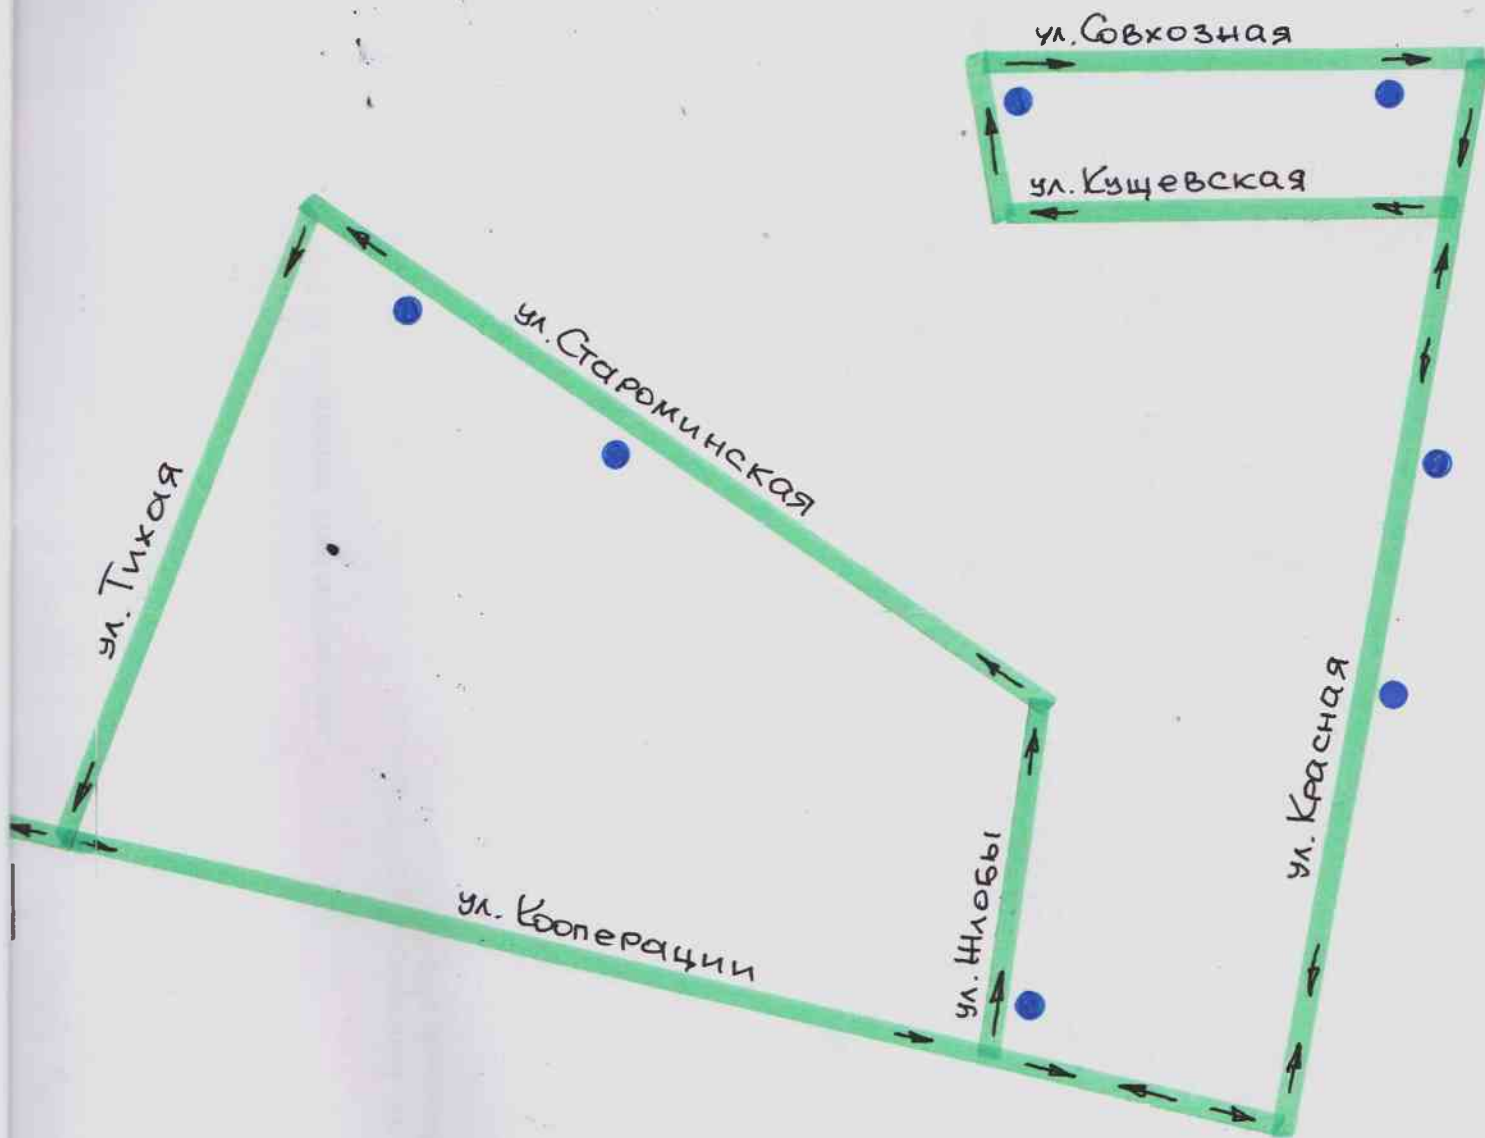 ул. Совхозная
ул. Кущевская
ул. Староминская
ул. Тихая
ул. Красная
ул. Жлобы
ул. Кооперации